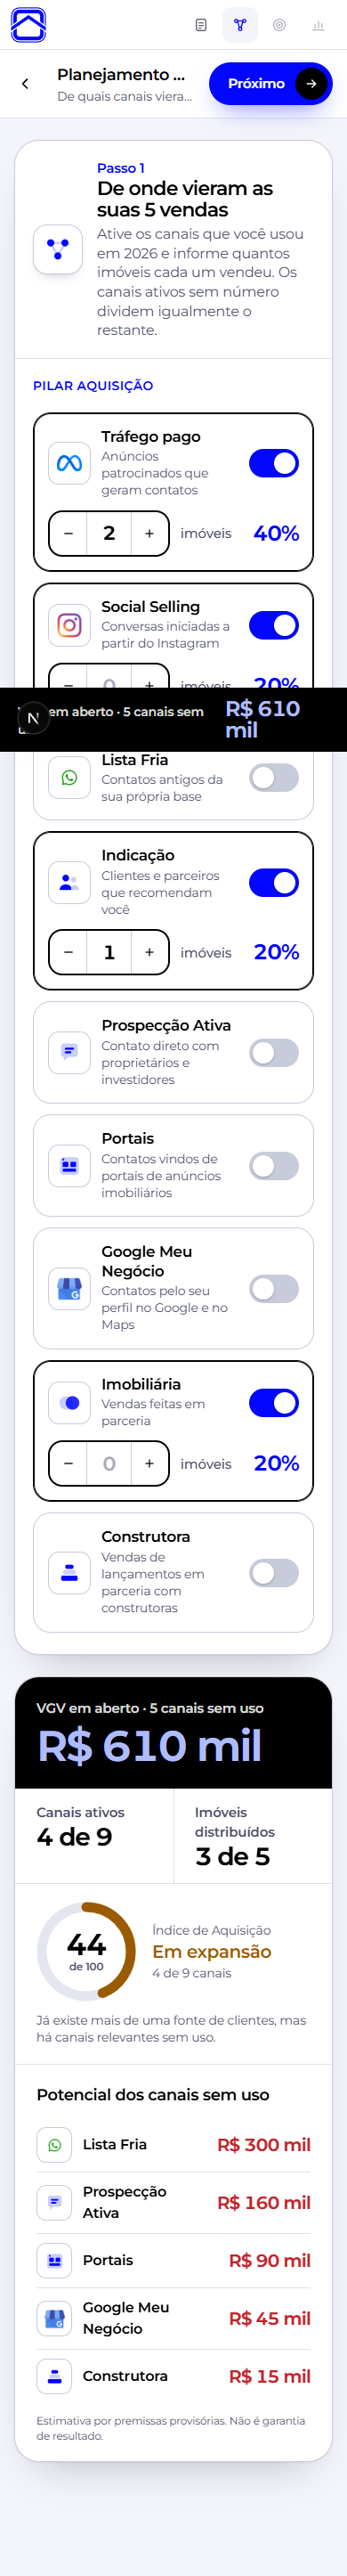 Planejamento ...
De quais canais viera...
Próximo
Passo 1
De onde vieram as
suas 5 vendas
Ative os canais que você usou
em 2026 e informe quantos
imóveis cada um vendeu. Os
canais ativos sem número
dividem igualmente o
restante.
PILAR AQUISIÇÃO
Tráfego pago
Anúncios
patrocinados que
geram contatos
− 2 + imóveis 40%
Social Selling
Conversas iniciadas a
partir do Instagram
− 0 + imóveis 20%
em aberto · 5 canais sem
R$ 610
mil
N
Lista Fria
Contatos antigos da
sua própria base
Indicação
Clientes e parceiros
que recomendam
você
− 1 + imóveis 20%
Prospecção Ativa
Contato direto com
proprietários e
investidores
Portais
Contatos vindos de
portais de anúncios
imobiliários
Google Meu
Negócio
Contatos pelo seu
perfil no Google e no
Maps
Imobiliária
Vendas feitas em
parceria
− 0 + imóveis 20%
Construtora
Vendas de
lançamentos em
parceria com
construtoras
VGV em aberto · 5 canais sem uso
R$ 610 mil
Canais ativos
4 de 9
Imóveis
distribuídos
3 de 5
44
de 100
Índice de Aquisição
Em expansão
4 de 9 canais
Já existe mais de uma fonte de clientes, mas
há canais relevantes sem uso.
Potencial dos canais sem uso
Lista Fria R$ 300 mil
Prospecção
Ativa
R$ 160 mil
Portais R$ 90 mil
Google Meu
Negócio
R$ 45 mil
Construtora R$ 15 mil
Estimativa por premissas provisórias. Não é garantia
de resultado.